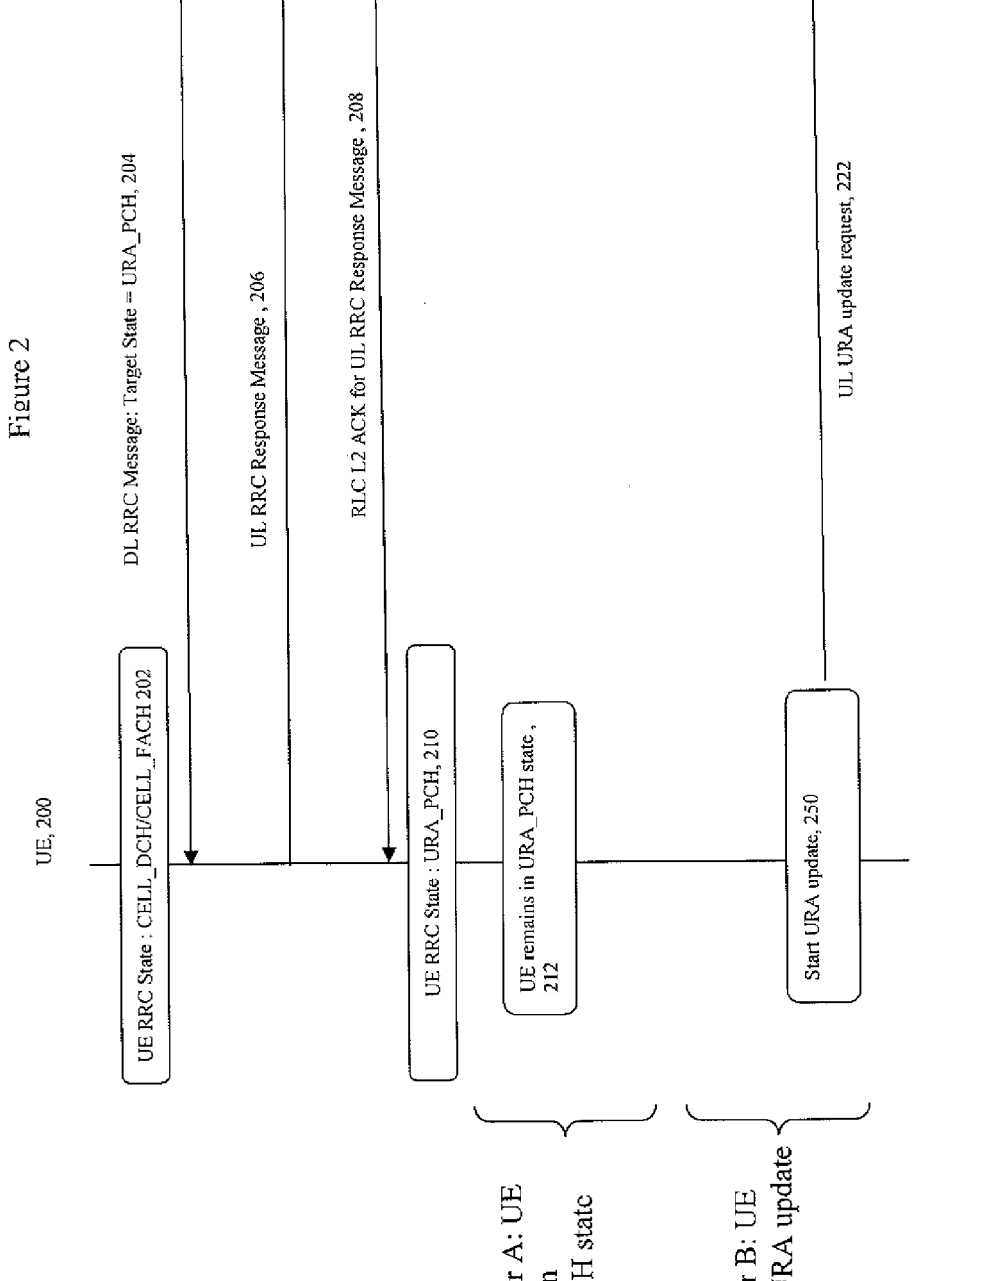 Figure 2
UE, 200
UE RRC State : CELL_DCH/CELL_FACH 202
DL RRC Message: Target State = URA_PCH, 204
UL RRC Response Message , 206
RLC L2 ACK for UL RRC Response Message , 208
UE RRC State : URA_PCH, 210
UE remains in URA_PCH state ,
212
r A: UE
n
H state
Start URA update, 250
UL URA update request, 222
r B: UE
RA update